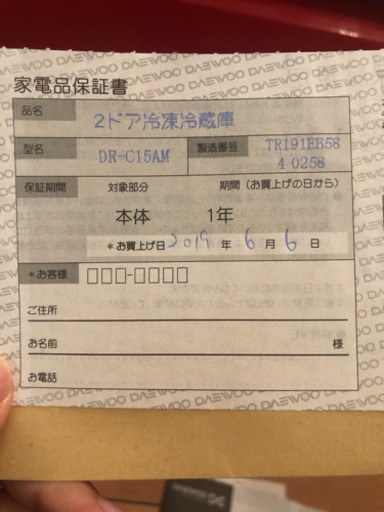 DAEWOO DAEWOO DAEWOO DAEWOO DAEWOO
家電品保証書
品名 2ドア冷凍冷蔵庫
型名 DR-C15AM 製造番号 TR191EB58
4 0258
保証期間 対象部分 期間（お買上げの日から）
本体 1年
*お買上げ日 2019 年 6 月 6 日
*お客様 □□□-□□□□
ご住所
お名前 様
お電話
DAEWOO DAEWOO DAEWOO DAEWOO DAEWOO